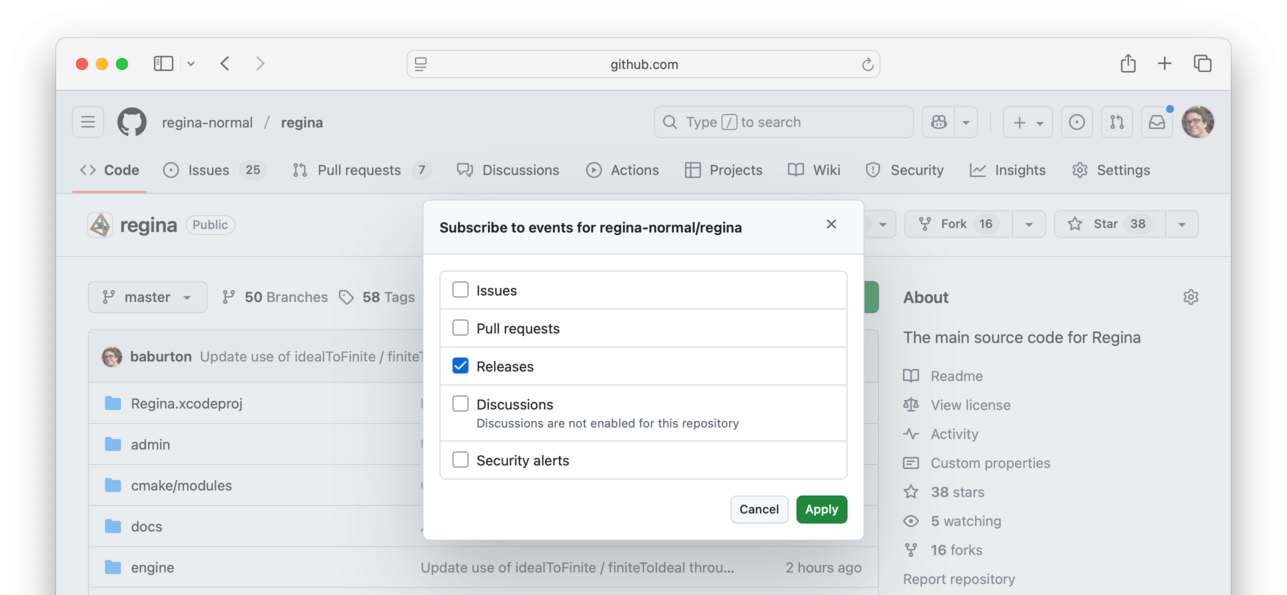 github.com
regina-normal / regina
Type / to search
Code
Issues 25
Pull requests 7
Discussions
Actions
Projects
Wiki
Security
Insights
Settings
regina Public
Fork 16
Star 38
Subscribe to events for regina-normal/regina
Issues
Pull requests
Releases
Discussions
Discussions are not enabled for this repository
Security alerts
Cancel
Apply
master
50 Branches
58 Tags
baburton Update use of idealToFinite /
Regina.xcodeproj
admin
cmake/modules
docs
engine
Update use of idealToFinite / finiteToIdeal throu...
2 hours ago
About
The main source code for Regina
Readme
View license
Activity
Custom properties
38 stars
5 watching
16 forks
Report repository